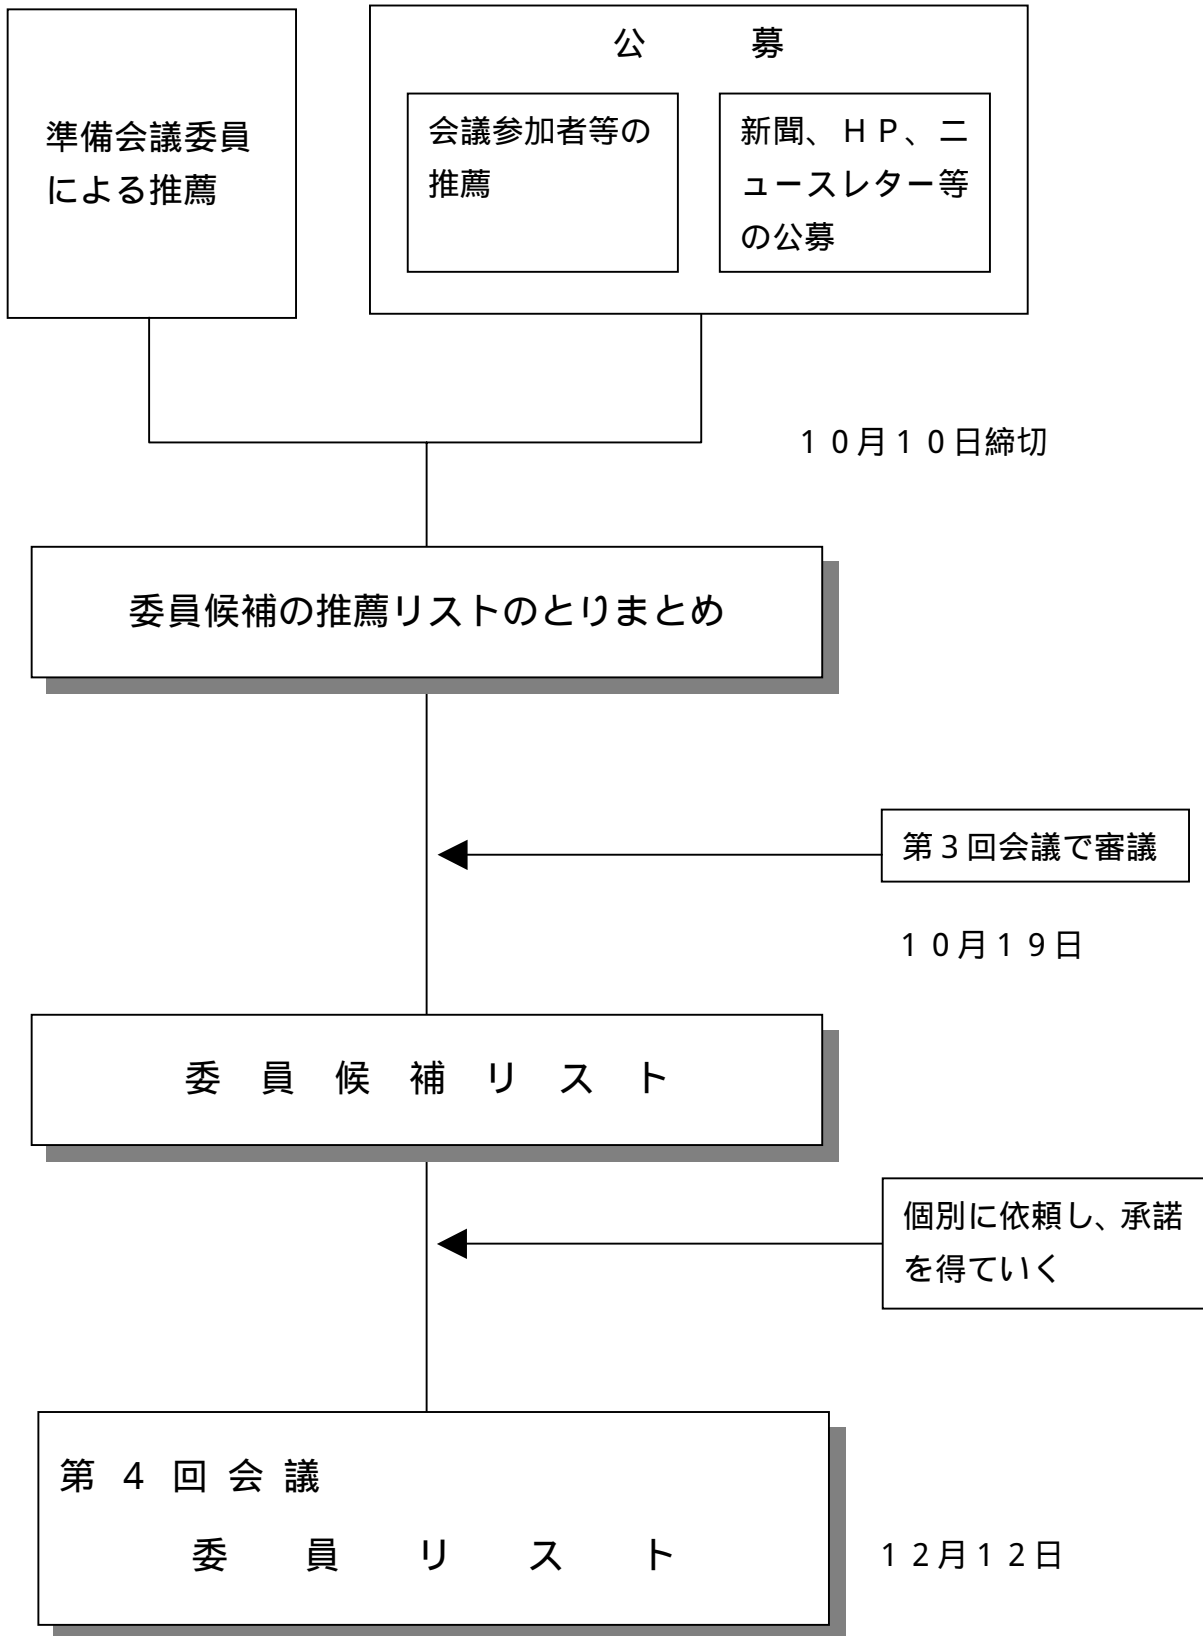 準備会議委員
による推薦
公 募
会議参加者等の
推薦
新聞、ＨＰ、ニ
ュースレター等
の公募
１０月１０日締切
委員候補の推薦リストのとりまとめ
第３回会議で審議
１０月１９日
委 員 候 補 リ ス ト
個別に依頼し、承諾
を得ていく
第 ４ 回 会 議
委 員 リ ス ト
１２月１２日